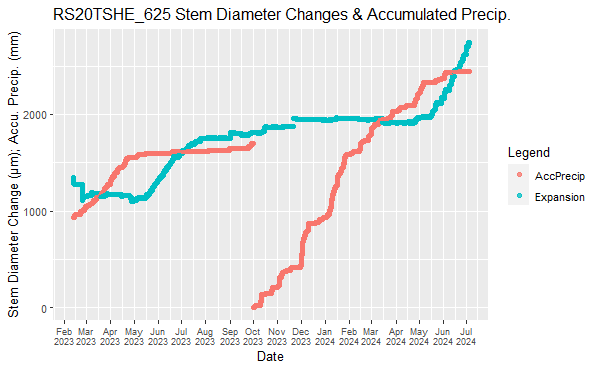 RS20TSHE_625 Stem Diameter Changes & Accumulated Precip.
Stem Diameter Change (µm); Accu. Precip. (mm)
2000
1000
0
Feb Mar Apr May Jun Jul Aug Sep Oct Nov Dec Jan Feb Mar Apr May Jun Jul
2023 2023 2023 2023 2023 2023 2023 2023 2023 2023 2023 2024 2024 2024 2024 2024 2024 2024
Date
Legend
AccPrecip
Expansion